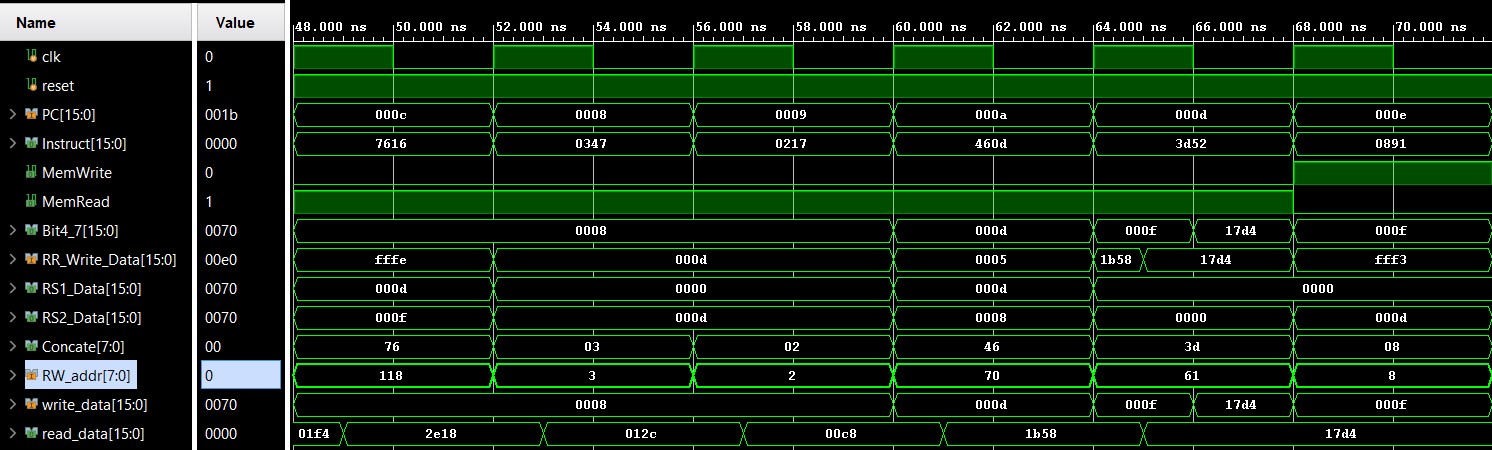 Name Value 48.000 ns 50.000 ns 52.000 ns 54.000 ns 56.000 ns 58.000 ns 60.000 ns 62.000 ns 64.000 ns 66.000 ns 68.000 ns 70.000 ns
clk 0
reset 1
PC[15:0] 001b 000c 0008 0009 000a 000d 000e
Instruct[15:0] 0000 7616 0347 0217 460d 3d52 0891
MemWrite 0
MemRead 1
Bit4_7[15:0] 0070 0008 000d 000f 17d4 000f
RR_Write_Data[15:0] 00e0 fffe 000d 0005 1b58 17d4 fff3
RS1_Data[15:0] 0070 000d 0000 000d 0000
RS2_Data[15:0] 0070 000f 000d 0008 0000 000d
Concate[7:0] 00 76 03 02 46 3d 08
RW_addr[7:0] 0 118 3 2 70 61 8
write_data[15:0] 0070 0008 000d 000f 17d4 000f
read_data[15:0] 0000 01f4 2e18 012c 00c8 1b58 17d4